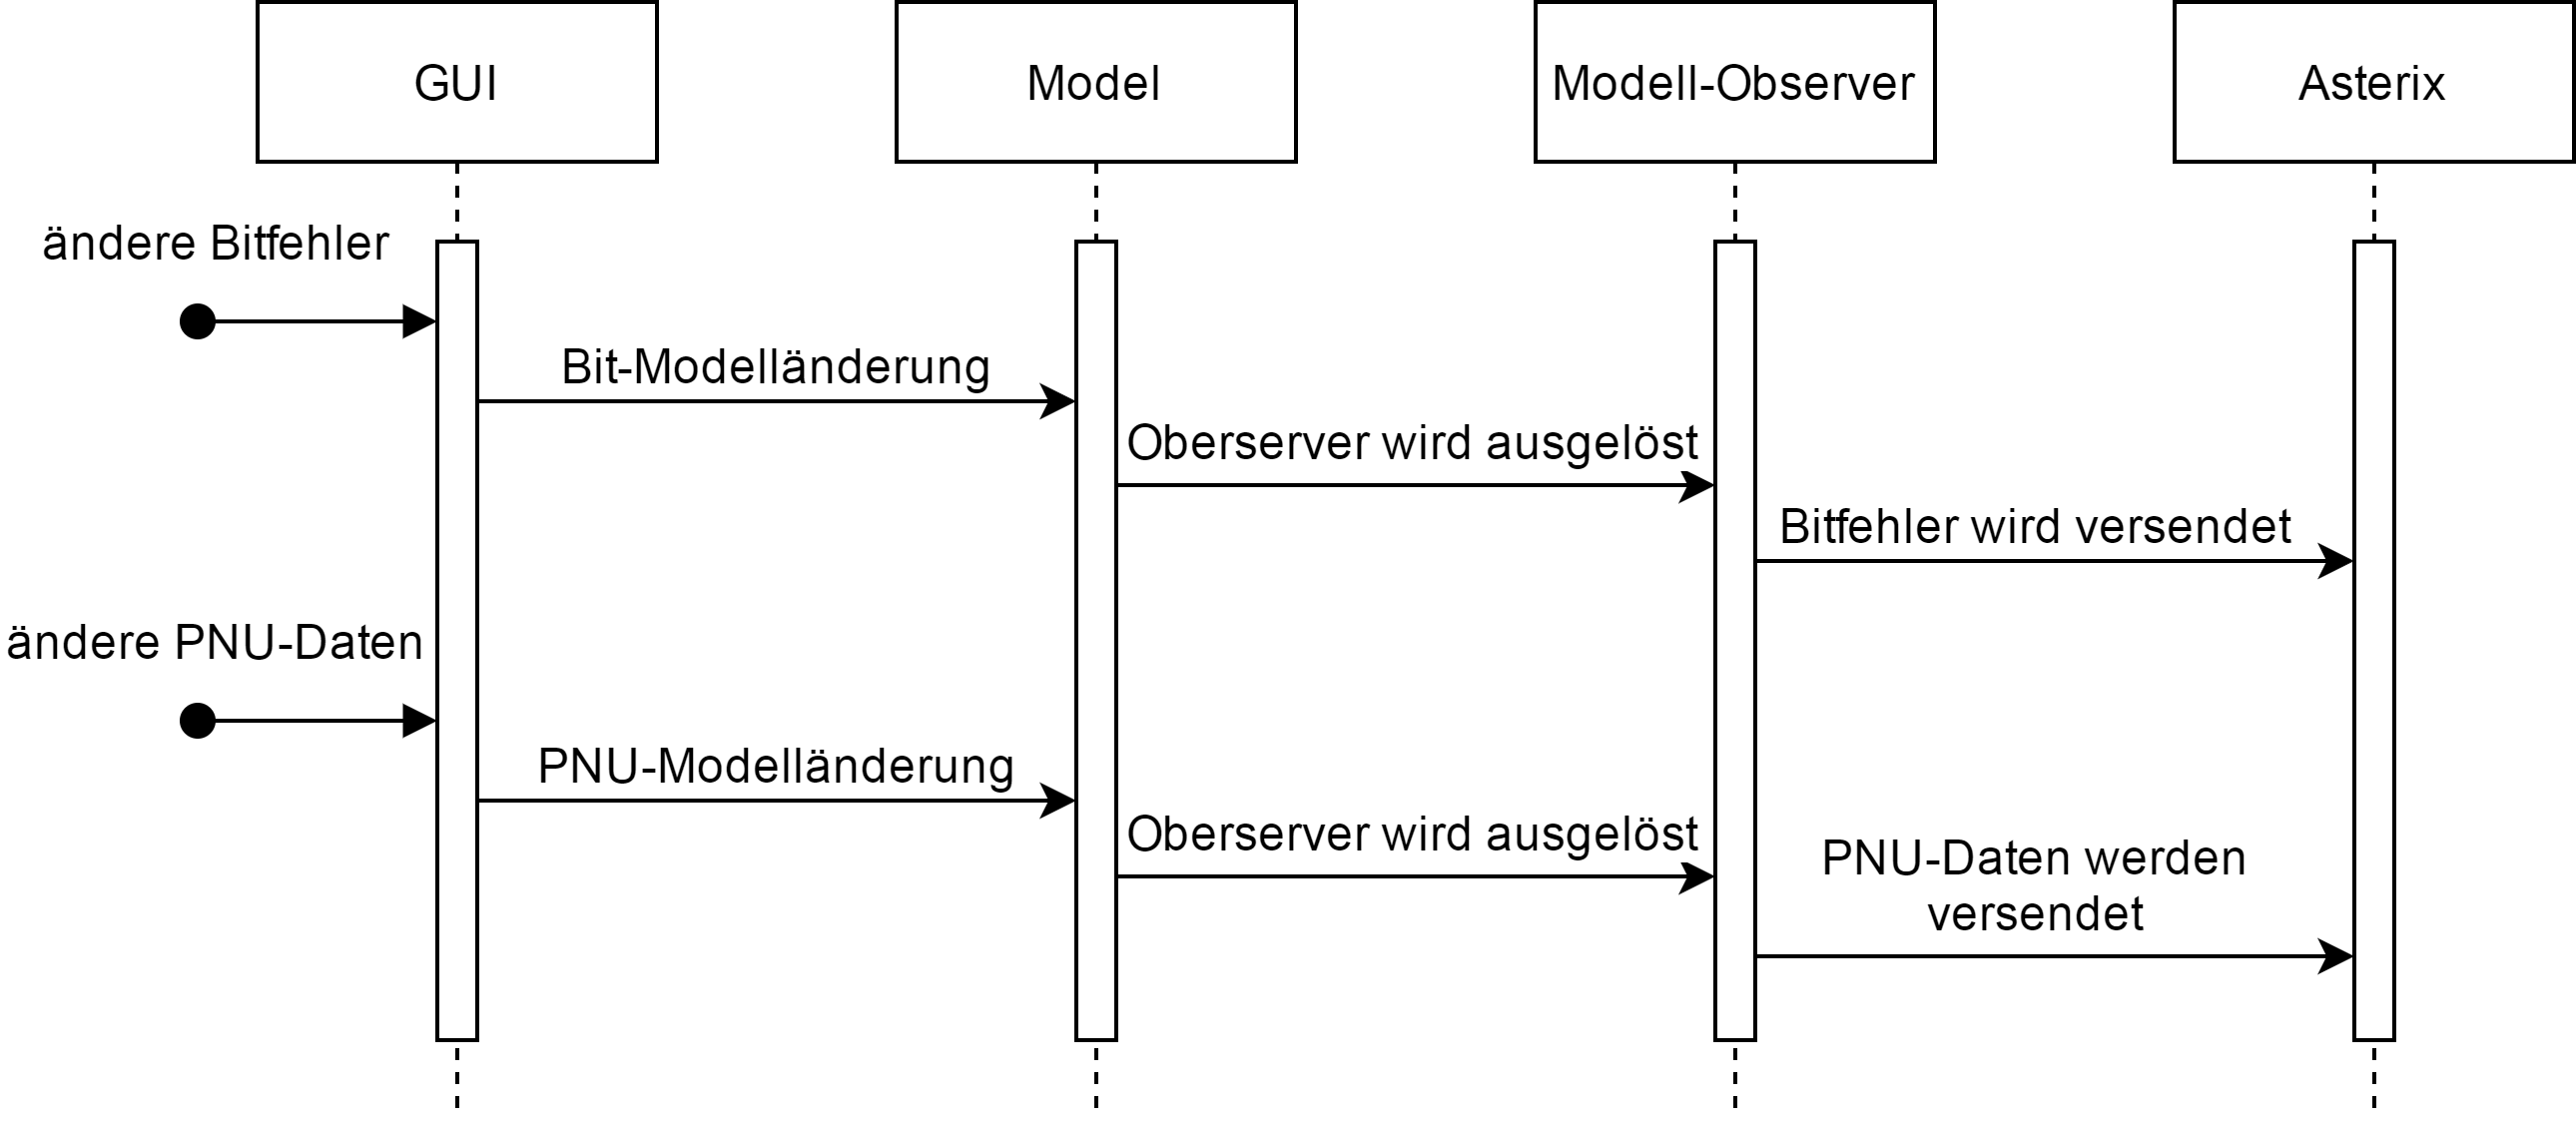 GUI
Model
Modell-Observer
Asterix
ändere Bitfehler
Bit-Modelländerung
Oberserver wird ausgelöst
Bitfehler wird versendet
ändere PNU-Daten
PNU-Modelländerung
Oberserver wird ausgelöst
PNU-Daten werden
versendet